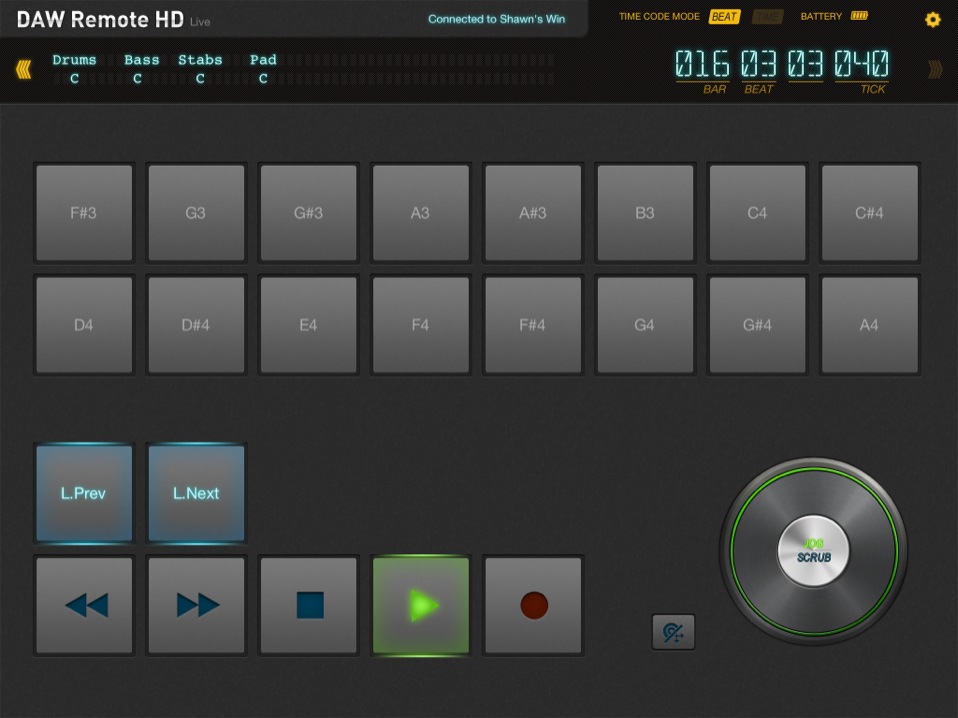 DAW Remote HD Live
Connected to Shawn's Win
TIME CODE MODE BEAT TIME BATTERY
Drums Bass Stabs Pad
C C C C
016 03 03 040
BAR BEAT TICK
F#3 G3 G#3 A3 A#3 B3 C4 C#4
D4 D#4 E4 F4 F#4 G4 G#4 A4
L.Prev L.Next
JOG
SCRUB